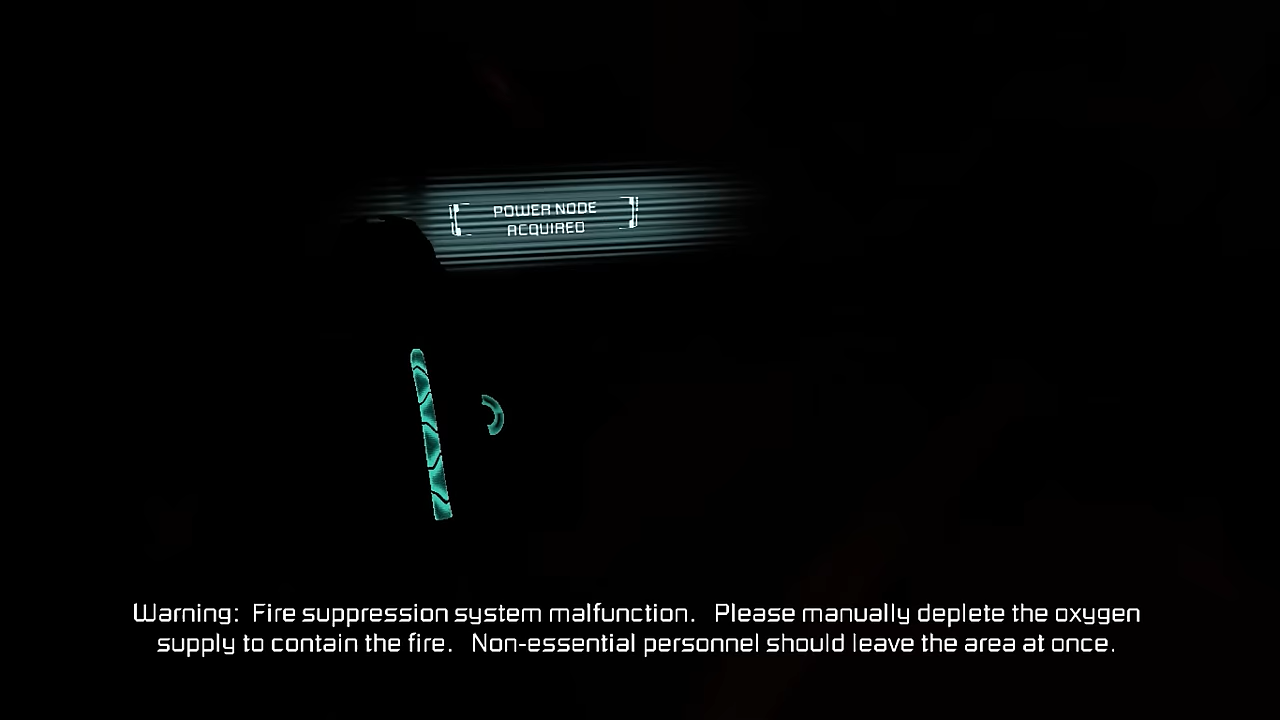 POWER NODE
ACQUIRED
Warning: Fire suppression system malfunction. Please manually deplete the oxygen
supply to contain the fire. Non-essential personnel should leave the area at once.